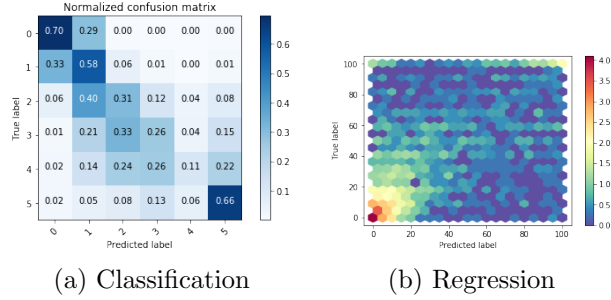 Normalized confusion matrix
True label
0 0.70 0.29 0.00 0.00 0.00 0.00
1 0.33 0.58 0.06 0.01 0.00 0.01
2 0.06 0.40 0.31 0.12 0.04 0.08
3 0.01 0.21 0.33 0.26 0.04 0.15
4 0.02 0.14 0.24 0.26 0.11 0.22
5 0.02 0.05 0.08 0.13 0.06 0.66
0 1 2 3 4 5
Predicted label
0.6
0.5
0.4
0.3
0.2
0.1
(a) Classification
True label
100
80
60
40
20
0
0 20 40 60 80 100
Predicted label
4.0
3.5
3.0
2.5
2.0
1.5
1.0
0.5
0.0
(b) Regression